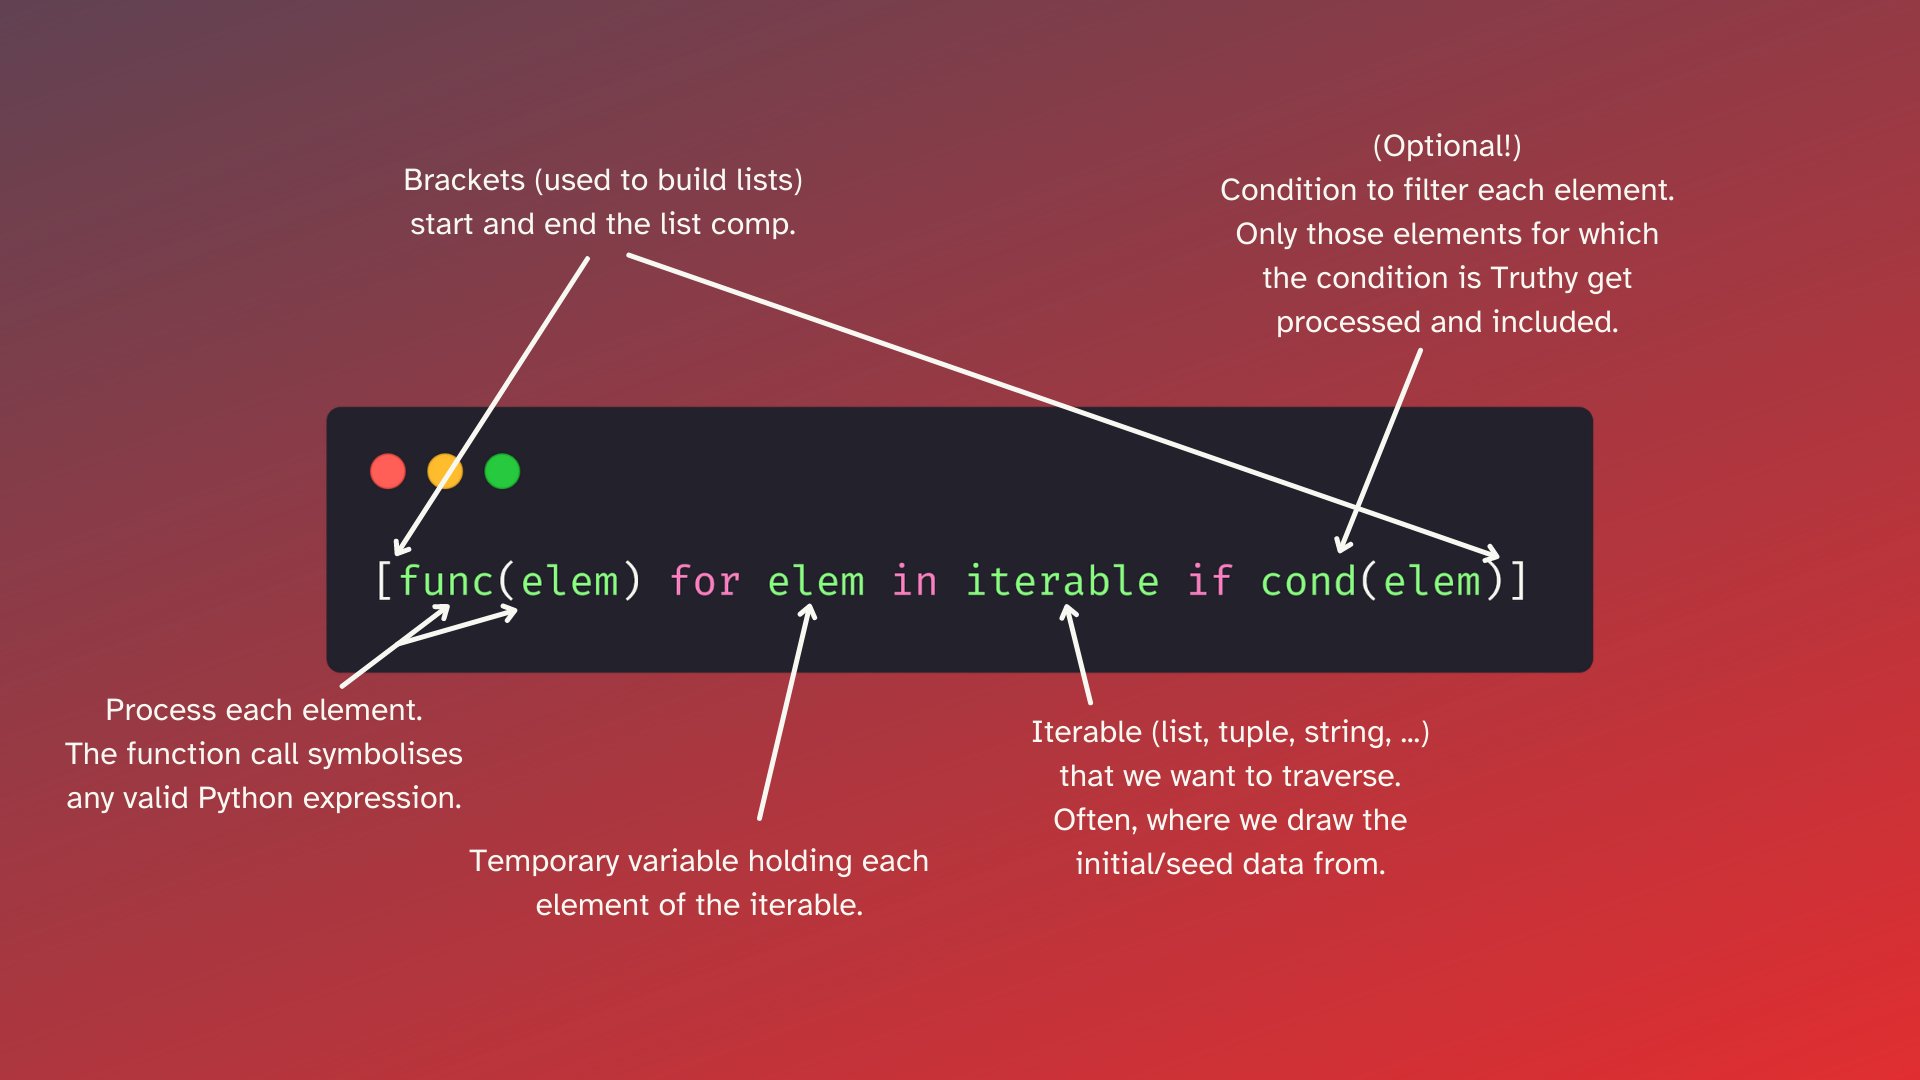 Brackets (used to build lists)
start and end the list comp.
(Optional!)
Condition to filter each element.
Only those elements for which
the condition is Truthy get
processed and included.
[func(elem) for elem in iterable if cond(elem)]
Process each element.
The function call symbolises
any valid Python expression.
Temporary variable holding each
element of the iterable.
Iterable (list, tuple, string, ...)
that we want to traverse.
Often, where we draw the
initial/seed data from.